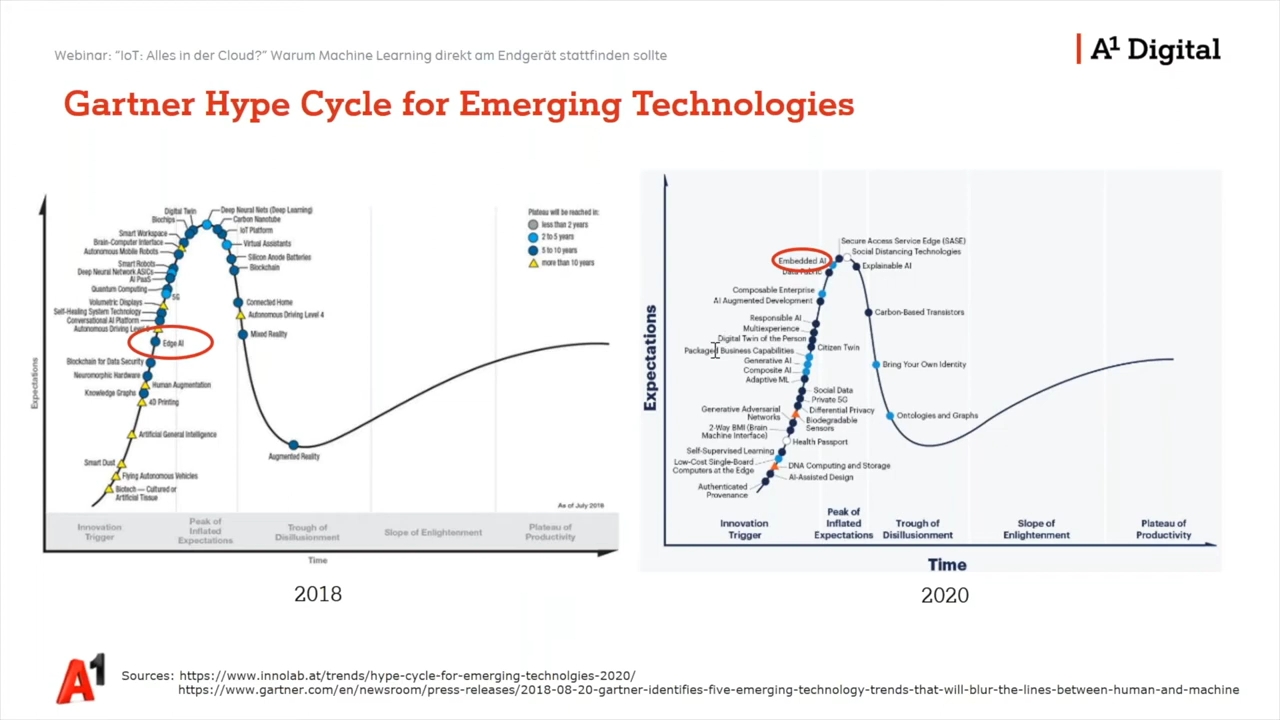 Webinar: "IoT: Alles in der Cloud?" Warum Machine Learning direkt am Endgerät stattfinden sollte
A1 Digital
Gartner Hype Cycle for Emerging Technologies
Expectations
Digital Twin
Biochips
Smart Workspace
Brain-Computer Interface
Autonomous Mobile Robots
Smart Robots
Deep Neural Network ASICs
AI PaaS
Quantum Computing
5G
Volumetric Displays
Self-Healing System Technology
Conversational AI Platform
Autonomous Driving Level
Edge AI
Blockchain for Data Security
Neuromorphic Hardware
Human Augmentation
Knowledge Graphs
4D Printing
Artificial General Intelligence
Smart Dust
Flying Autonomous Vehicles
Biotech – Cultured or
Artificial Tissue
Deep Neural Nets (Deep Learning)
Carbon Nanotube
IoT Platform
Virtual Assistants
Silicon Anode Batteries
Blockchain
Connected Home
Autonomous Driving Level 4
Mixed Reality
Augmented Reality
Plateau will be reached in:
less than 2 years
2 to 5 years
5 to 10 years
more than 10 years
As of July 2018
Innovation
Trigger
Peak of
Inflated
Expectations
Trough of
Disillusionment
Slope of Enlightenment
Plateau of
Productivity
Time
2018
Expectations
Secure Access Service Edge (SASE)
Social Distancing Technologies
Embedded AI
Explainable AI
Data Fabric
Composable Enterprise
AI Augmented Development
Carbon-Based Transistors
Responsible AI
Multiexperience
Digital Twin of the Person
Citizen Twin
Packaged Business Capabilities
Generative AI
Bring Your Own Identity
Composite AI
Adaptive ML
Social Data
Private 5G
Generative Adversarial
Networks
Differential Privacy
Biodegradable
Sensors
Ontologies and Graphs
2-Way BMI (Brain
Machine Interface)
Health Passport
Self-Supervised Learning
Low-Cost Single-Board
Computers at the Edge
DNA Computing and Storage
AI-Assisted Design
Authenticated
Provenance
Innovation
Trigger
Peak of
Inflated
Expectations
Trough of
Disillusionment
Slope of
Enlightenment
Plateau of
Productivity
Time
2020
A1
Sources: https://www.innolab.at/trends/hype-cycle-for-emerging-technolgies-2020/
https://www.gartner.com/en/newsroom/press-releases/2018-08-20-gartner-identifies-five-emerging-technology-trends-that-will-blur-the-lines-between-human-and-machine